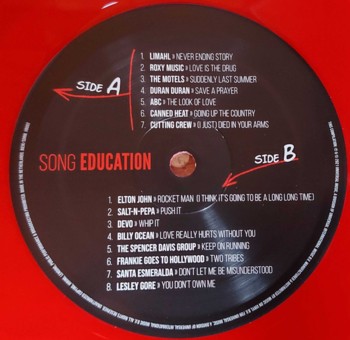 SIDE A
1. LIMAHL » NEVER ENDING STORY
2. ROXY MUSIC » LOVE IS THE DRUG
3. THE MOTELS » SUDDENLY LAST SUMMER
4. DURAN DURAN » SAVE A PRAYER
5. ABC » THE LOOK OF LOVE
6. CANNED HEAT » GOING UP THE COUNTRY
7. CUTTING CREW » (I JUST) DIED IN YOUR ARMS
SONG EDUCATION
SIDE B
1. ELTON JOHN » ROCKET MAN (I THINK IT'S GOING TO BE A LONG LONG TIME)
2. SALT-N-PEPA » PUSH IT
3. DEVO » WHIP IT
4. BILLY OCEAN » LOVE REALLY HURTS WITHOUT YOU
5. THE SPENCER DAVIS GROUP » KEEP ON RUNNING
6. FRANKIE GOES TO HOLLYWOOD » TWO TRIBES
7. SANTA ESMERALDA » DON'T LET ME BE MISUNDERSTOOD
8. LESLEY GORE » YOU DON'T OWN ME